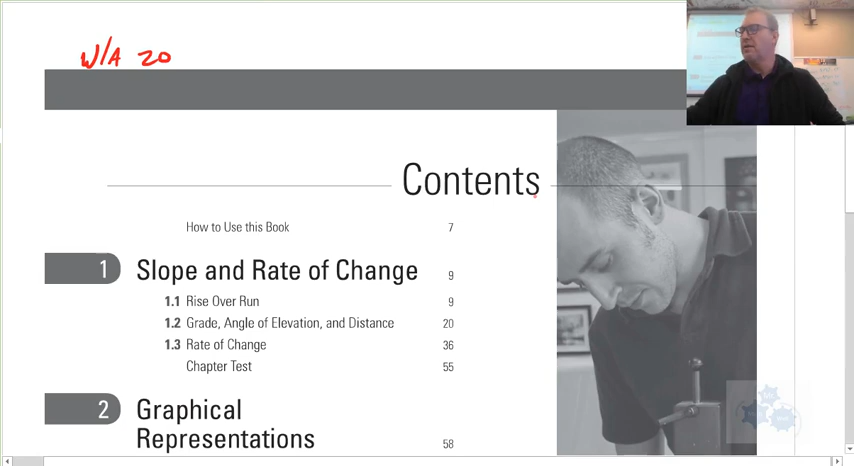 W/A 20
Contents
How to Use this Book 7
1 Slope and Rate of Change 9
1.1 Rise Over Run 9
1.2 Grade, Angle of Elevation, and Distance 20
1.3 Rate of Change 36
Chapter Test 55
2 Graphical
Representations 58